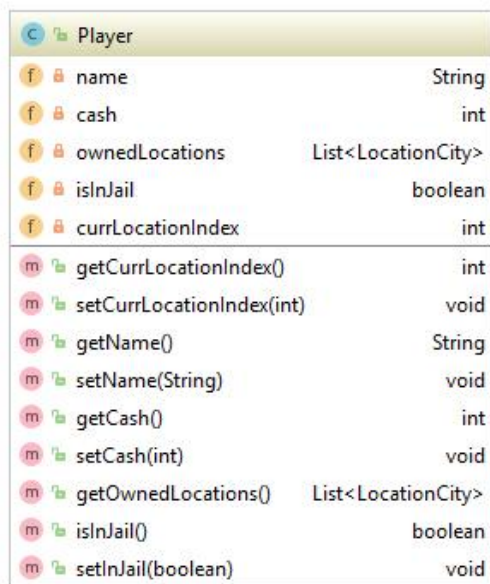 C Player
f name String
f cash int
f ownedLocations List<LocationCity>
f isInJail boolean
f currLocationIndex int
m getCurrLocationIndex() int
m setCurrLocationIndex(int) void
m getName() String
m setName(String) void
m getCash() int
m setCash(int) void
m getOwnedLocations() List<LocationCity>
m isInJail() boolean
m setInJail(boolean) void